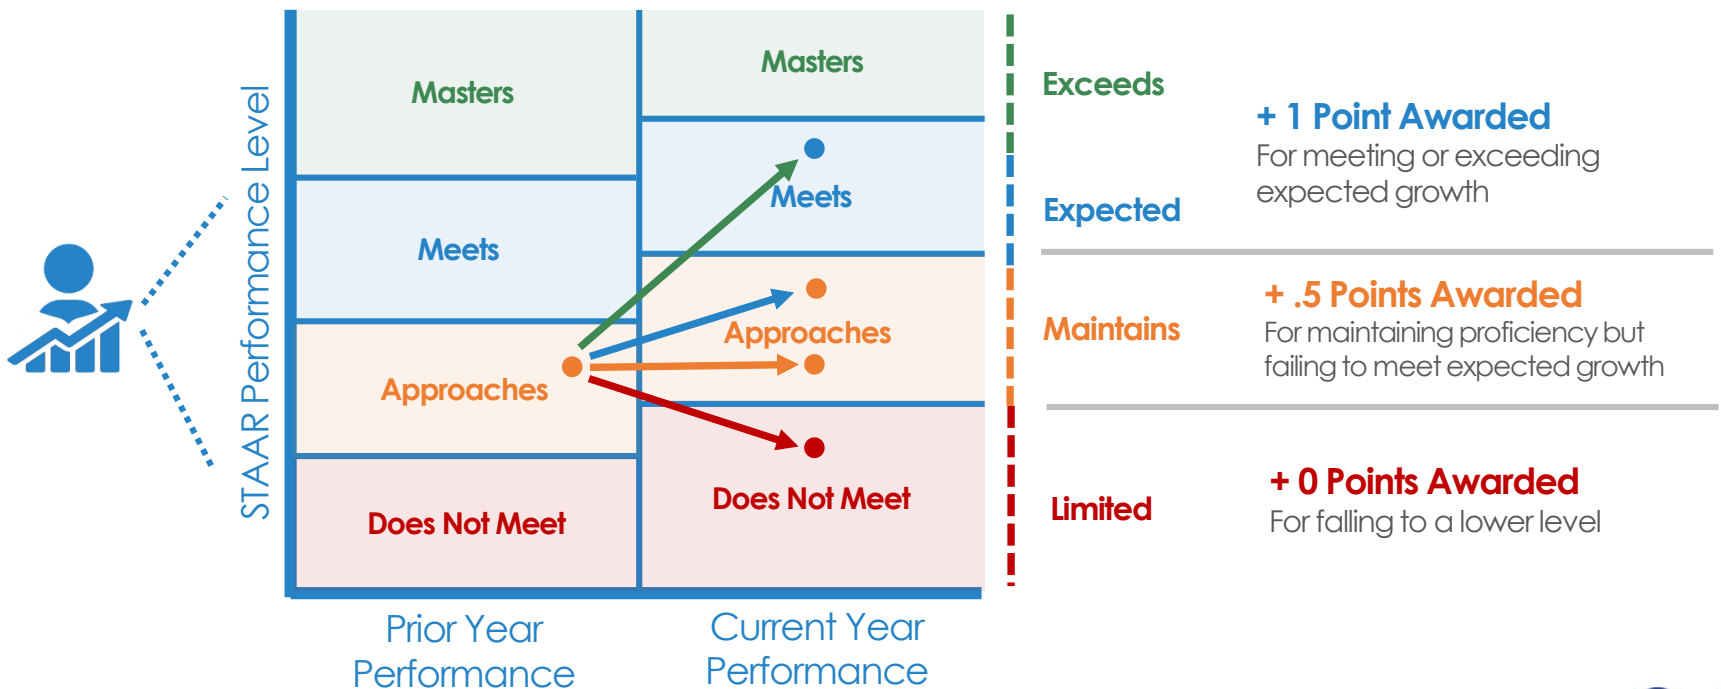 STAAR Performance Level
Masters
Meets
Approaches
Does Not Meet
Masters
Meets
Approaches
Does Not Meet
Prior Year
Performance
Current Year
Performance
Exceeds
Expected
Maintains
Limited
+ 1 Point Awarded
For meeting or exceeding
expected growth
+ .5 Points Awarded
For maintaining proficiency but
failing to meet expected growth
+ 0 Points Awarded
For falling to a lower level